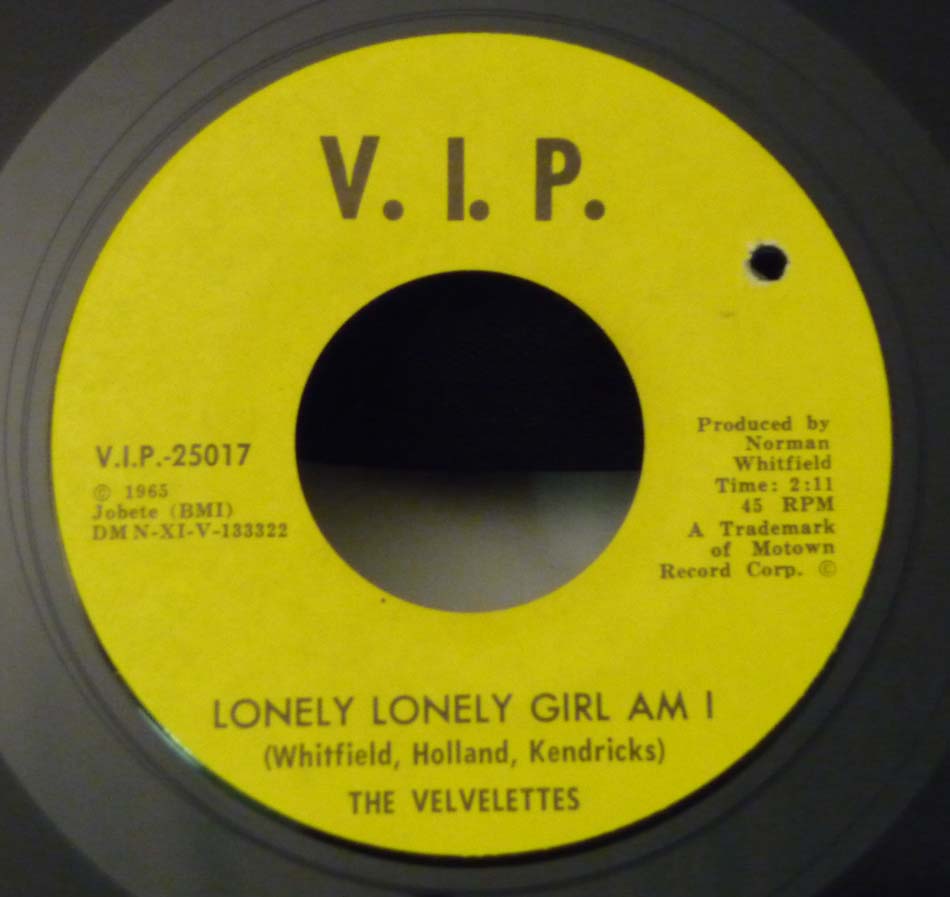 V. I. P.
V.I.P.-25017
© 1965
Jobete (BMI)
DM N-XI-V-133322
Produced by
Norman
Whitfield
Time: 2:11
45 RPM
A Trademark
of Motown
Record Corp. ©
LONELY LONELY GIRL AM I
(Whitfield, Holland, Kendricks)
THE VELVELETTES